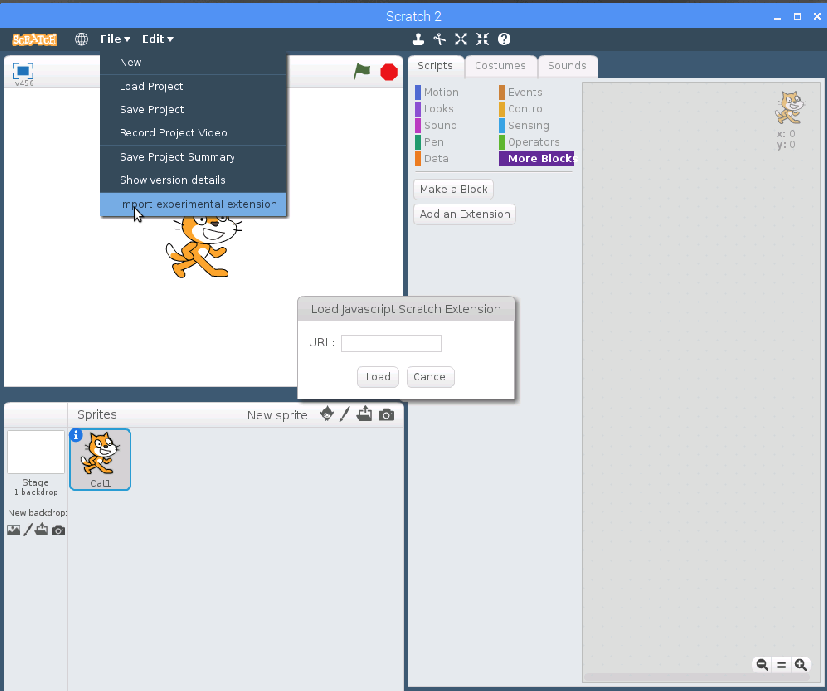 Scratch 2
SCRATCH File Edit
v456
New
Load Project
Save Project
Record Project Video
Save Project Summary
Show version details
Import experimental extension
Scripts Costumes Sounds
Motion Events
Looks Control
Sound Sensing
Pen Operators
Data More Blocks
Make a Block
Add an Extension
x: 0
y: 0
Load Javascript Scratch Extension
URL:
Load Cancel
Sprites New sprite
Stage
1 backdrop
New backdrop:
Cat1